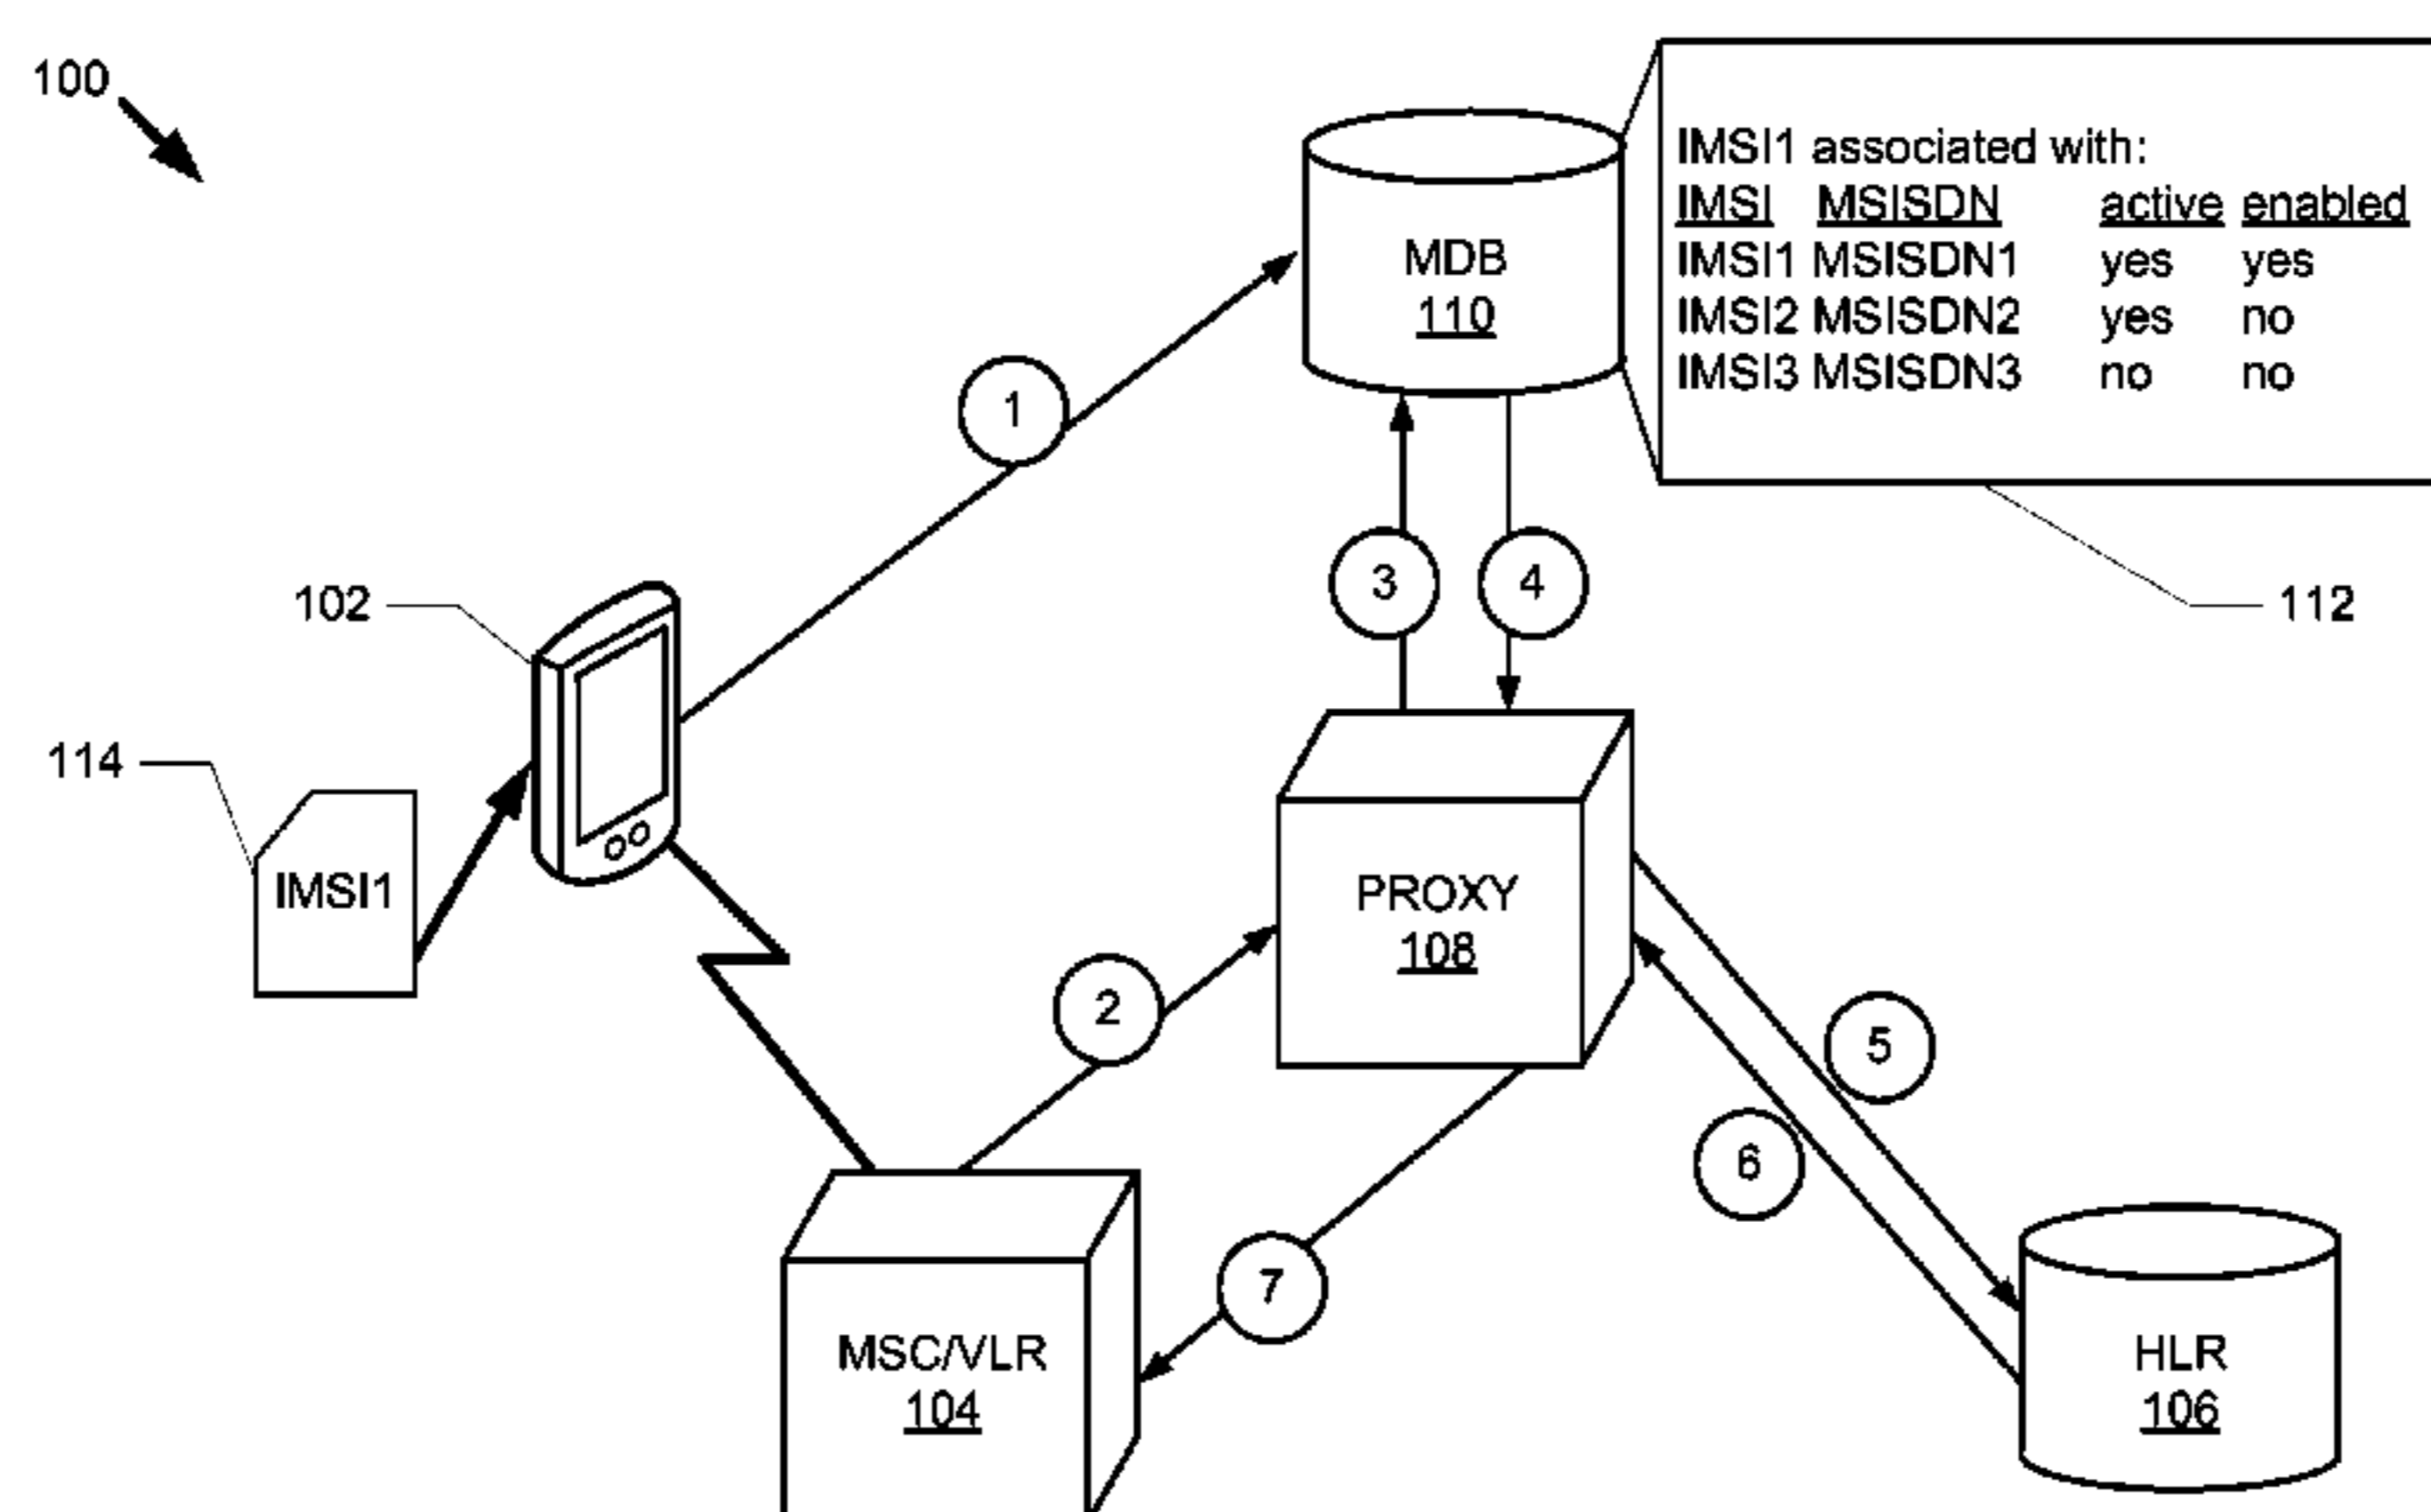 100
IMSI1 associated with:
IMSI MSISDN active enabled
IMSI1 MSISDN1 yes yes
IMSI2 MSISDN2 yes no
IMSI3 MSISDN3 no no
MDB
110
1
3
4
102
112
114
IMSI1
PROXY
108
2
5
6
7
MSC/VLR
104
HLR
106